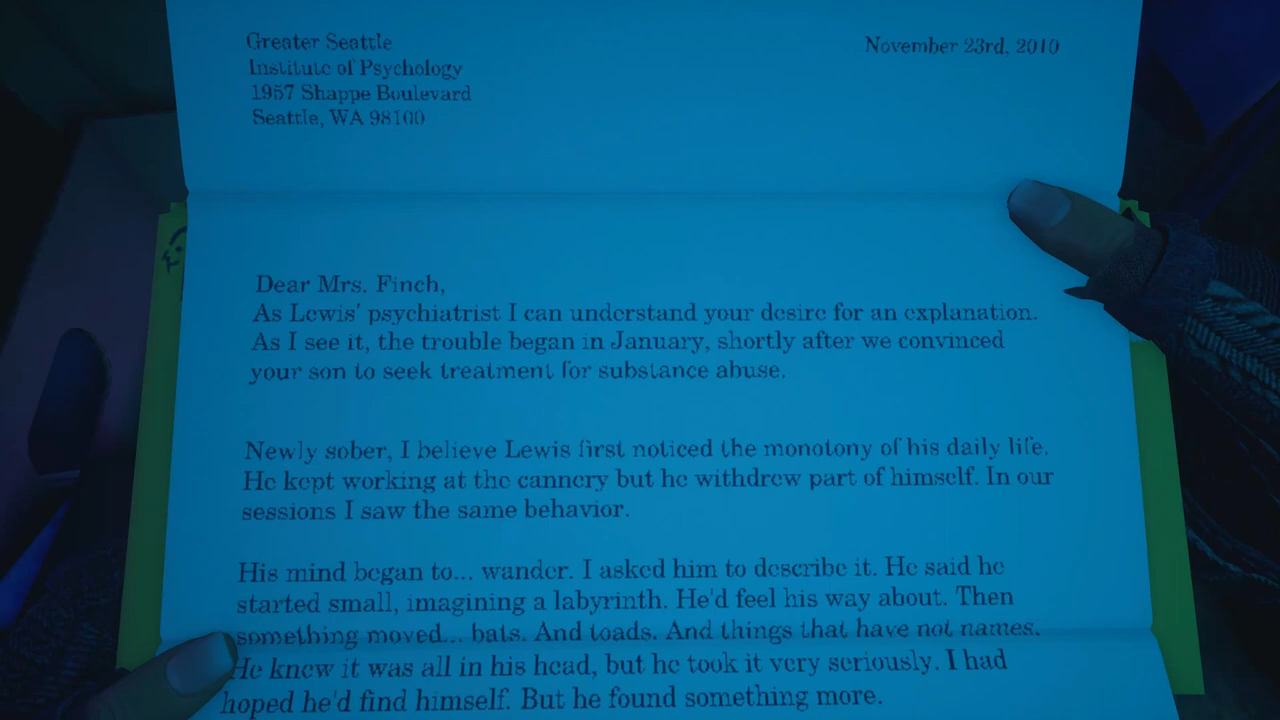 Greater Seattle
Institute of Psychology
1957 Shappe Boulevard
Seattle, WA 98100
November 23rd, 2010
Dear Mrs. Finch,
As Lewis' psychiatrist I can understand your desire for an explanation.
As I see it, the trouble began in January, shortly after we convinced
your son to seek treatment for substance abuse.
Newly sober, I believe Lewis first noticed the monotony of his daily life.
He kept working at the cannery but he withdrew part of himself. In our
sessions I saw the same behavior.
His mind began to... wander. I asked him to describe it. He said he
started small, imagining a labyrinth. He'd feel his way about. Then
something moved... bats. And toads. And things that have not names.
He knew it was all in his head, but he took it very seriously. I had
hoped he'd find himself. But he found something more.